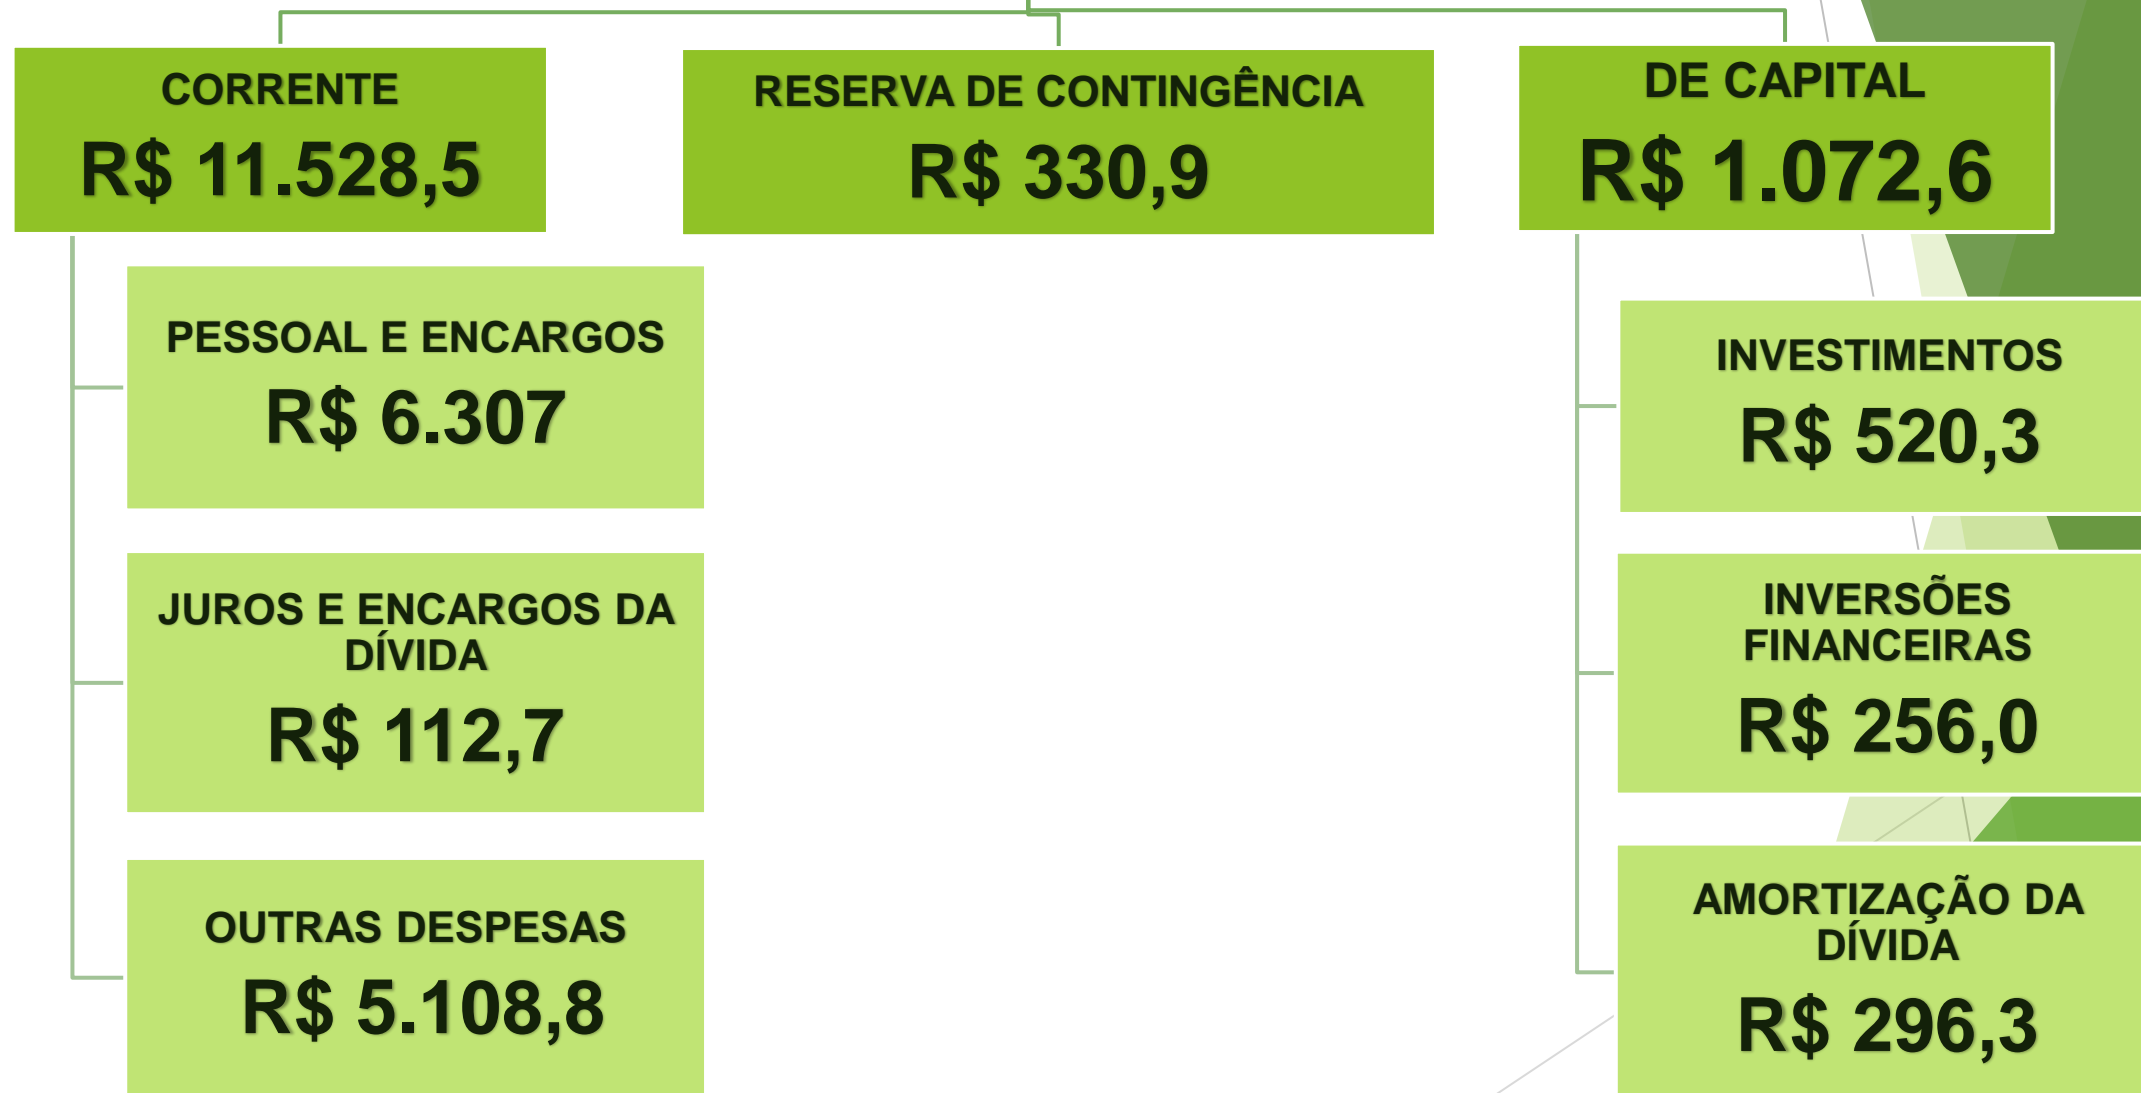 CORRENTE
R$ 11.528,5
RESERVA DE CONTINGÊNCIA
R$ 330,9
DE CAPITAL
R$ 1.072,6
PESSOAL E ENCARGOS
R$ 6.307
JUROS E ENCARGOS DA
DÍVIDA
R$ 112,7
OUTRAS DESPESAS
R$ 5.108,8
INVESTIMENTOS
R$ 520,3
INVERSÕES
FINANCEIRAS
R$ 256,0
AMORTIZAÇÃO DA
DÍVIDA
R$ 296,3